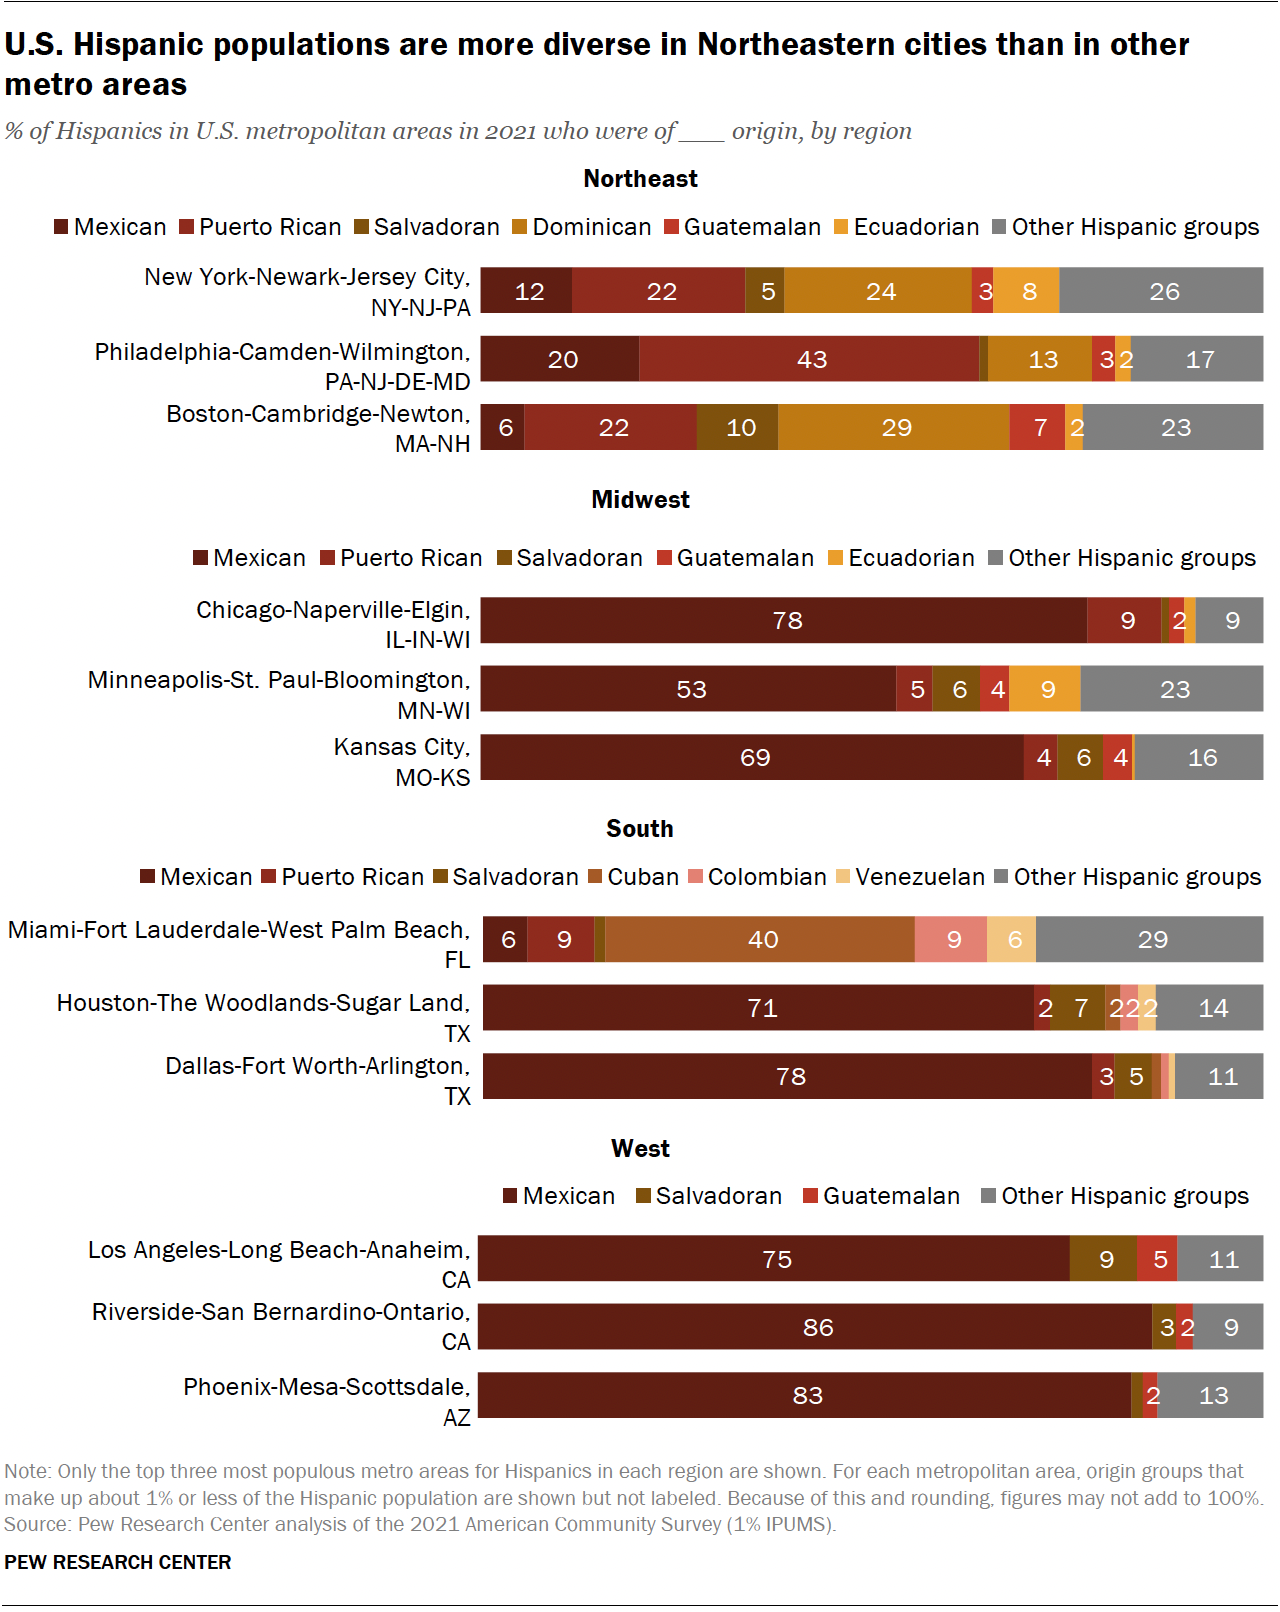 U.S. Hispanic populations are more diverse in Northeastern cities than in other
metro areas
% of Hispanics in U.S. metropolitan areas in 2021 who were of ___ origin, by region
Northeast
Mexican Puerto Rican Salvadoran Dominican Guatemalan Ecuadorian Other Hispanic groups
New York-Newark-Jersey City,
NY-NJ-PA
12 22 5 24 3 8 26
Philadelphia-Camden-Wilmington,
PA-NJ-DE-MD
20 43 13 3 2 17
Boston-Cambridge-Newton,
MA-NH
6 22 10 29 7 2 23
Midwest
Mexican Puerto Rican Salvadoran Guatemalan Ecuadorian Other Hispanic groups
Chicago-Naperville-Elgin,
IL-IN-WI
78 9 2 9
Minneapolis-St. Paul-Bloomington,
MN-WI
53 5 6 4 9 23
Kansas City,
MO-KS
69 4 6 4 16
South
Mexican Puerto Rican Salvadoran Cuban Colombian Venezuelan Other Hispanic groups
Miami-Fort Lauderdale-West Palm Beach,
FL
6 9 40 9 6 29
Houston-The Woodlands-Sugar Land,
TX
71 2 7 2 2 2 14
Dallas-Fort Worth-Arlington,
TX
78 3 5 11
West
Mexican Salvadoran Guatemalan Other Hispanic groups
Los Angeles-Long Beach-Anaheim,
CA
75 9 5 11
Riverside-San Bernardino-Ontario,
CA
86 3 2 9
Phoenix-Mesa-Scottsdale,
AZ
83 2 13
Note: Only the top three most populous metro areas for Hispanics in each region are shown. For each metropolitan area, origin groups that
make up about 1% or less of the Hispanic population are shown but not labeled. Because of this and rounding, figures may not add to 100%.
Source: Pew Research Center analysis of the 2021 American Community Survey (1% IPUMS).
PEW RESEARCH CENTER